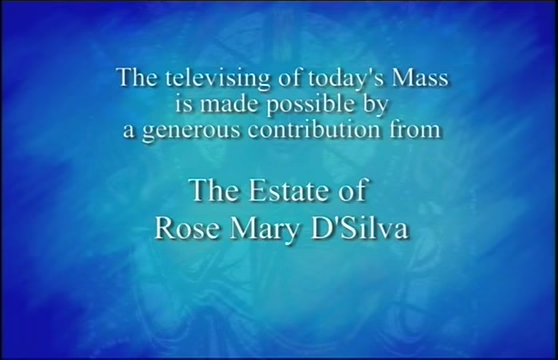 The televising of today's Mass
is made possible by
a generous contribution from
The Estate of
Rose Mary D'Silva